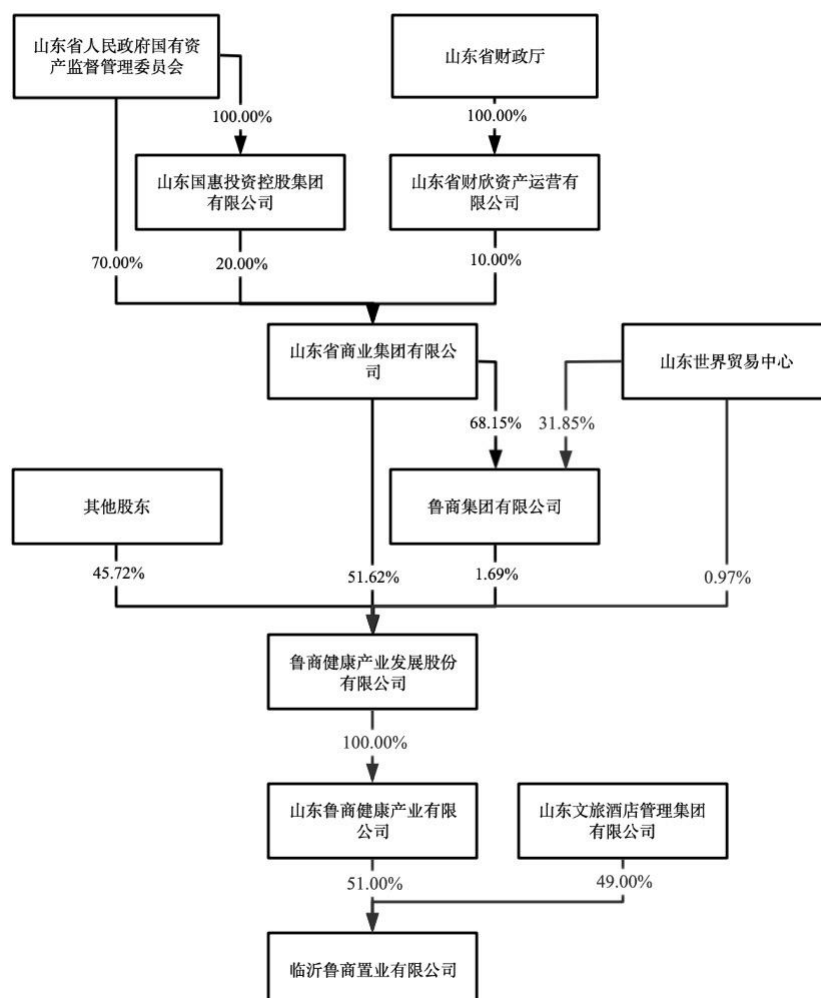 山东省人民政府国有资
产监督管理委员会
山东省财政厅
100.00%
100.00%
山东国惠投资控股集团
有限公司
山东省财欣资产运营有
限公司
70.00%
20.00%
10.00%
山东省商业集团有限公
司
山东世界贸易中心
68.15%
31.85%
其他股东
鲁商集团有限公司
45.72%
51.62%
1.69%
0.97%
鲁商健康产业发展股份
有限公司
100.00%
山东鲁商健康产业有限
公司
山东文旅酒店管理集团
有限公司
51.00%
49.00%
临沂鲁商置业有限公司